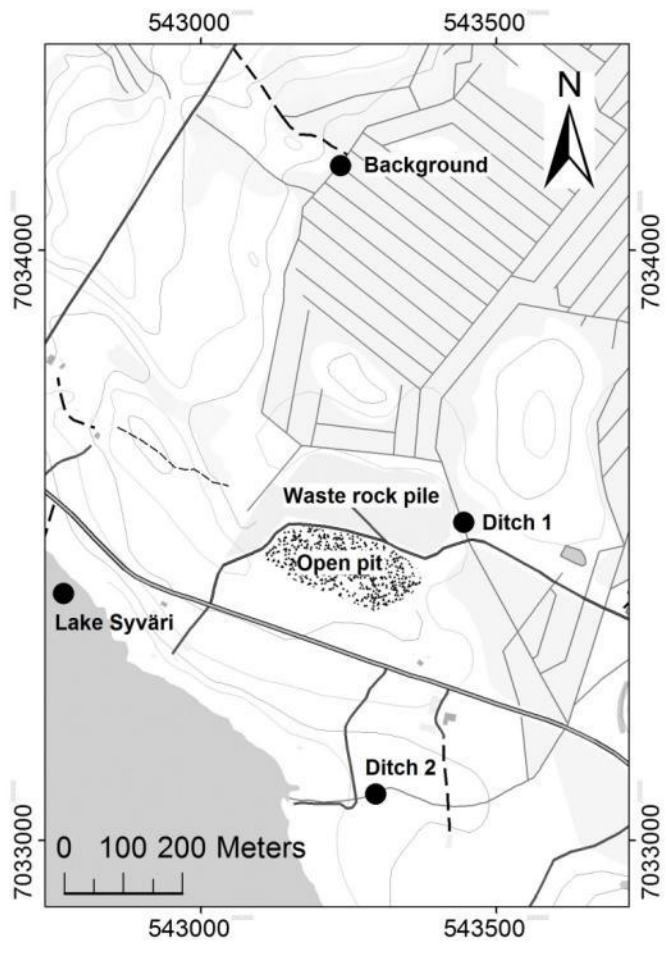 543000 543500
N
Background
7034000 7034000
Waste rock pile
Ditch 1
Open pit
Lake Syväri
Ditch 2
0 100 200 Meters
7033000 7033000
543000 543500